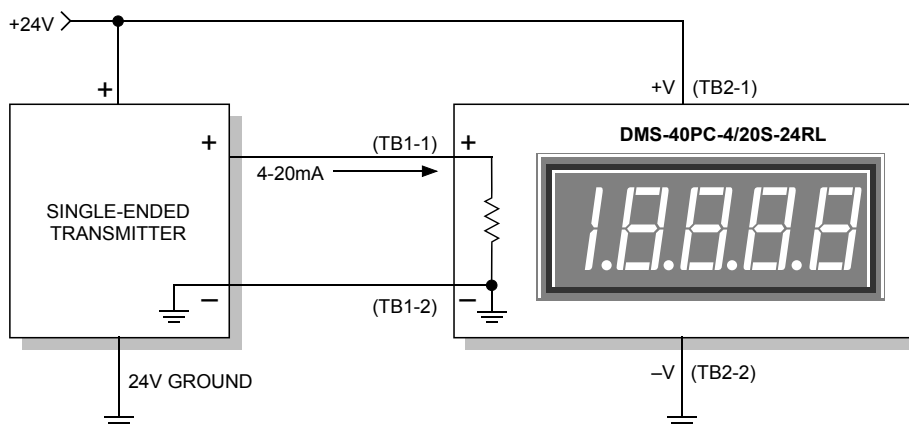 +24V
+
+V (TB2-1)
DMS-40PC-4/20S-24RL
+
(TB1-1)
+
4-20mA
SINGLE-ENDED
TRANSMITTER
1.8.8.8.8
–
(TB1-2)
–
24V GROUND
–V (TB2-2)